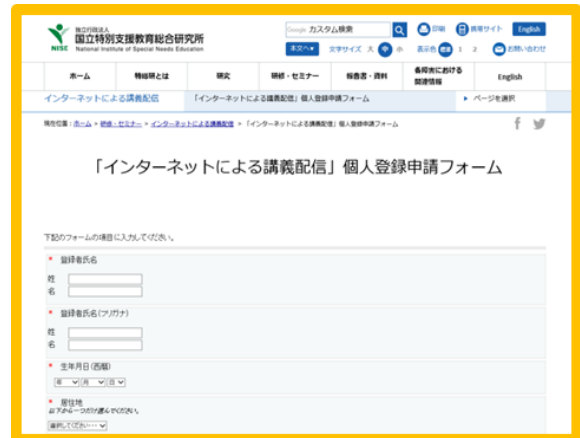 独立行政法人
国立特別支援教育総合研究所
NISE National Institute of Special Needs Education
Google カスタム検索
印刷 携帯サイト English
本文へ 文字サイズ 大 中 小 表示色 標準 1 2 お問い合わせ
ホーム 特総研とは 研究 研修・セミナー 報告書・資料 各障害における関連情報 English
インターネットによる講義配信 「インターネットによる講義配信」個人登録申請フォーム ページを選択
現在位置：ホーム > 研修・セミナー > インターネットによる講義配信 > 「インターネットによる講義配信」個人登録申請フォーム
「インターネットによる講義配信」個人登録申請フォーム
下記のフォームの項目に入力してください。
* 登録者氏名
姓
名
* 登録者氏名(フリガナ)
姓
名
* 生年月日(西暦)
年 月 日
* 居住地
以下から一つだけ選んでください。
選択してください・・・